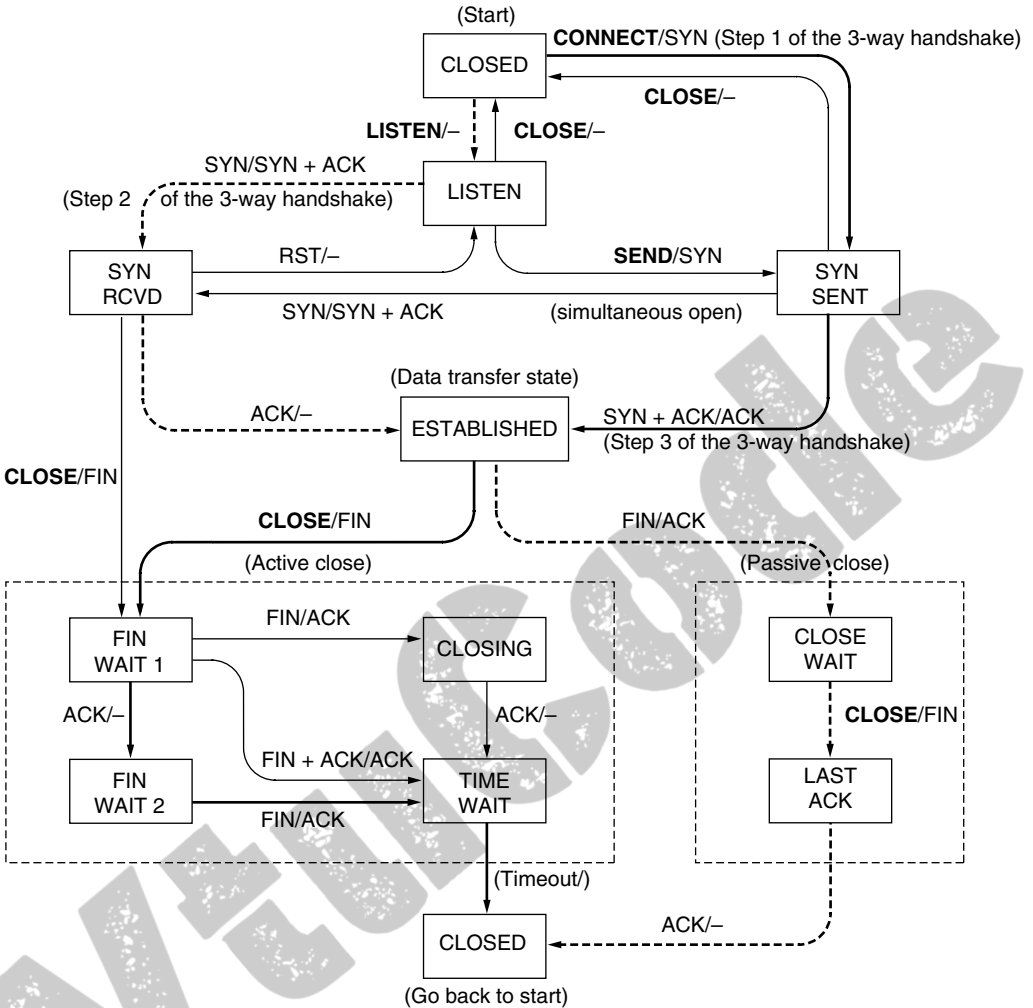 (Start)
CONNECT/SYN (Step 1 of the 3-way handshake)
CLOSED
CLOSE/–
LISTEN/–
CLOSE/–
SYN/SYN + ACK
LISTEN
(Step 2 of the 3-way handshake)
SYN
RCVD
RST/–
SEND/SYN
SYN
SENT
SYN/SYN + ACK
(simultaneous open)
(Data transfer state)
ACK/–
ESTABLISHED
SYN + ACK/ACK
(Step 3 of the 3-way handshake)
CLOSE/FIN
CLOSE/FIN
FIN/ACK
(Active close)
(Passive close)
FIN
WAIT 1
FIN/ACK
CLOSING
CLOSE
WAIT
ACK/–
ACK/–
CLOSE/FIN
FIN + ACK/ACK
FIN
WAIT 2
FIN/ACK
TIME
WAIT
LAST
ACK
(Timeout/)
CLOSED
ACK/–
(Go back to start)
VtuCode